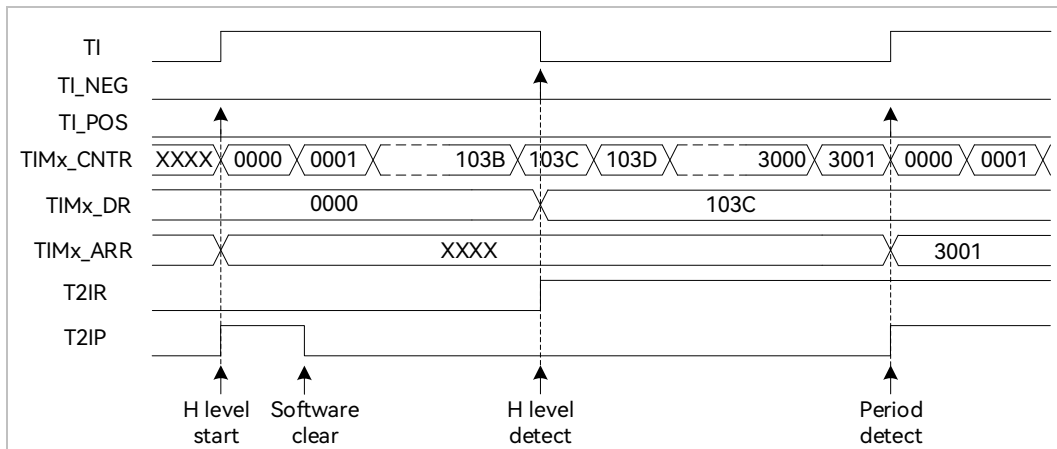 TI
TI_NEG
TI_POS
TIMx_CNTR XXXX 0000 0001 103B 103C 103D 3000 3001 0000 0001
TIMx_DR 0000 103C
TIMx_ARR XXXX 3001
T2IR
T2IP
H level Software H level Period
start clear detect detect